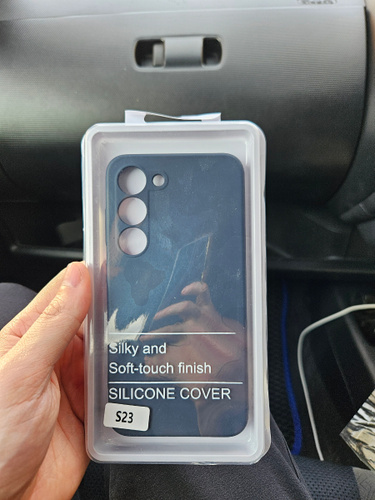 Silky and
Soft-touch finish
SILICONE COVER
S23